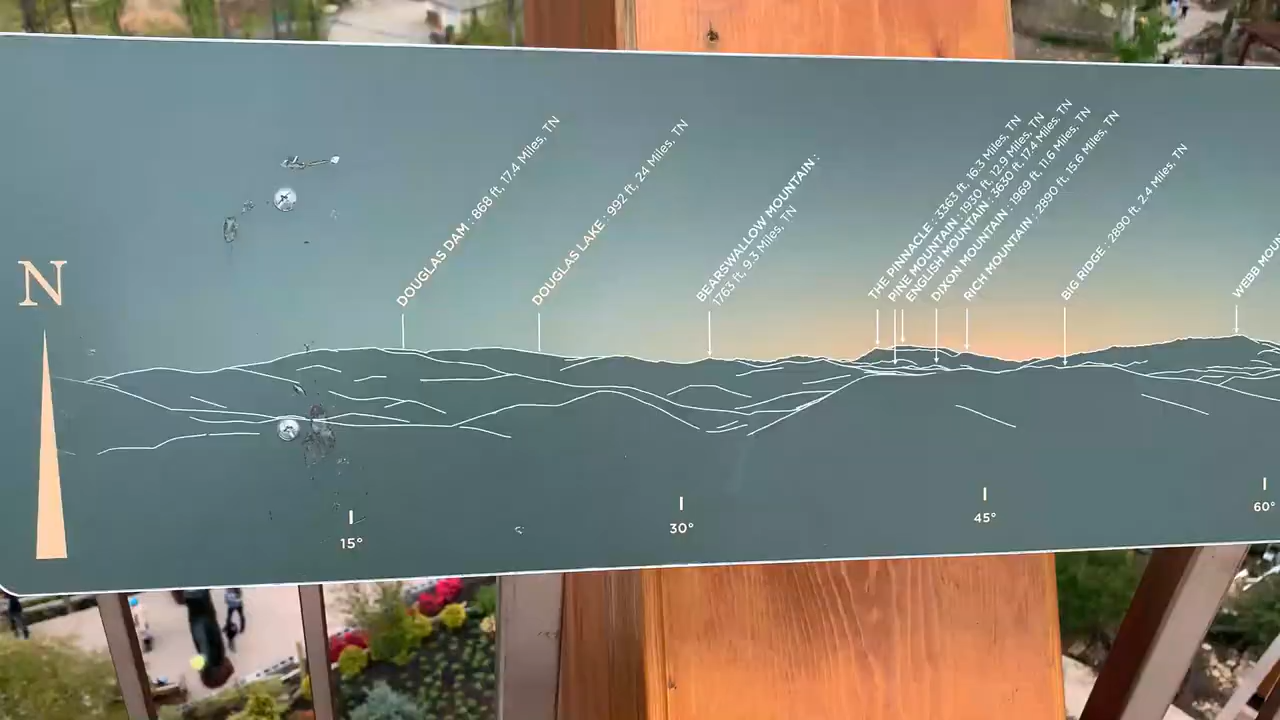 DOUGLAS DAM : 868 ft, 17.4 Miles, TN
DOUGLAS LAKE : 992 ft, 24 Miles, TN
BEARSWALLOW MOUNTAIN :
1763 ft, 9.3 Miles, TN
THE PINNACLE : 3363 ft, 16.3 Miles, TN
PINE MOUNTAIN : 1930 ft, 12.9 Miles, TN
ENGLISH MOUNTAIN : 3630 ft, 17.4 Miles, TN
DIXON MOUNTAIN : 1969 ft, 11.6 Miles, TN
RICH MOUNTAIN : 2890 ft, 15.6 Miles, TN
BIG RIDGE : 2890 ft, 2.4 Miles, TN
WEBB MOU
N
15°
30°
45°
60°